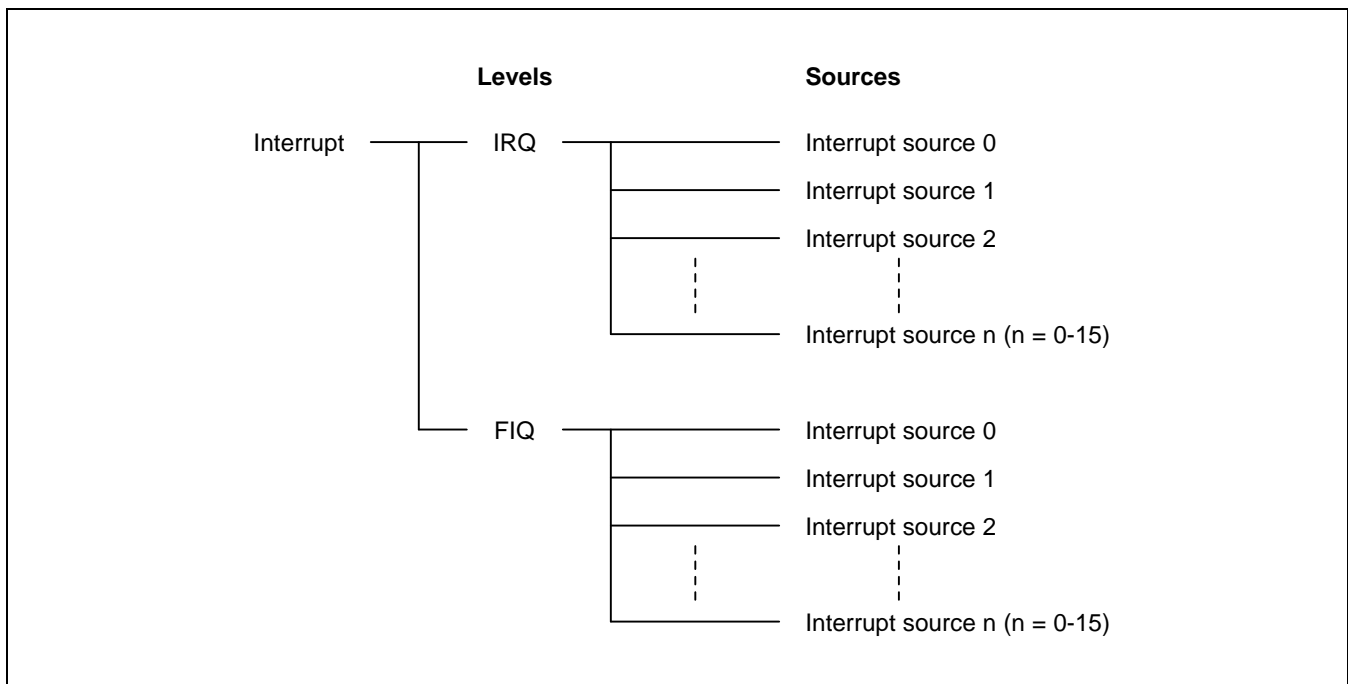 Levels Sources
Interrupt IRQ Interrupt source 0
Interrupt source 1
Interrupt source 2
Interrupt source n (n = 0-15)
FIQ Interrupt source 0
Interrupt source 1
Interrupt source 2
Interrupt source n (n = 0-15)